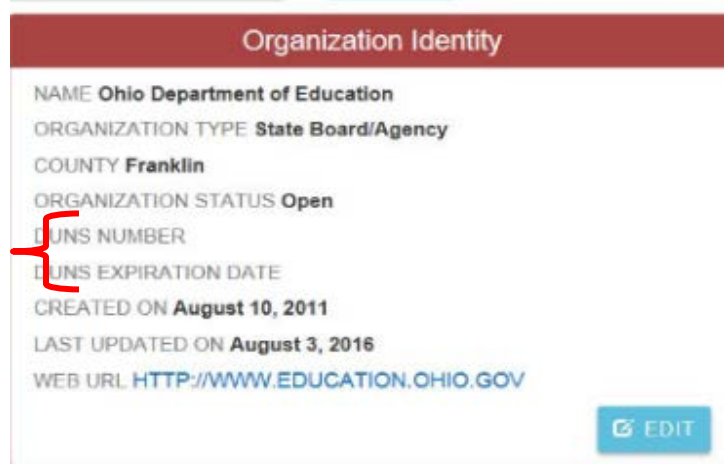 Organization Identity
NAME Ohio Department of Education
ORGANIZATION TYPE State Board/Agency
COUNTY Franklin
ORGANIZATION STATUS Open
DUNS NUMBER
DUNS EXPIRATION DATE
CREATED ON August 10, 2011
LAST UPDATED ON August 3, 2016
WEB URL HTTP://WWW.EDUCATION.OHIO.GOV
EDIT